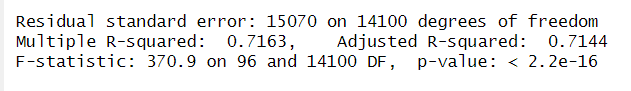 Residual standard error: 15070 on 14100 degrees of freedom
Multiple R-squared:  0.7163,    Adjusted R-squared:  0.7144
F-statistic: 370.9 on 96 and 14100 DF,  p-value: < 2.2e-16